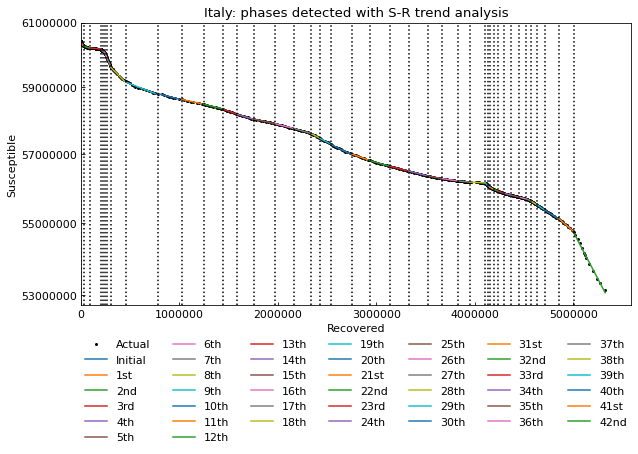 Italy: phases detected with S-R trend analysis
61000000
59000000
57000000
55000000
53000000
Susceptible
0 1000000 2000000 3000000 4000000 5000000
Recovered
Actual 6th 13th 19th 25th 31st 37th
Initial 7th 14th 20th 26th 32nd 38th
1st 8th 15th 21st 27th 33rd 39th
2nd 9th 16th 22nd 28th 34th 40th
3rd 10th 17th 23rd 29th 35th 41st
4th 11th 18th 24th 30th 36th 42nd
5th 12th